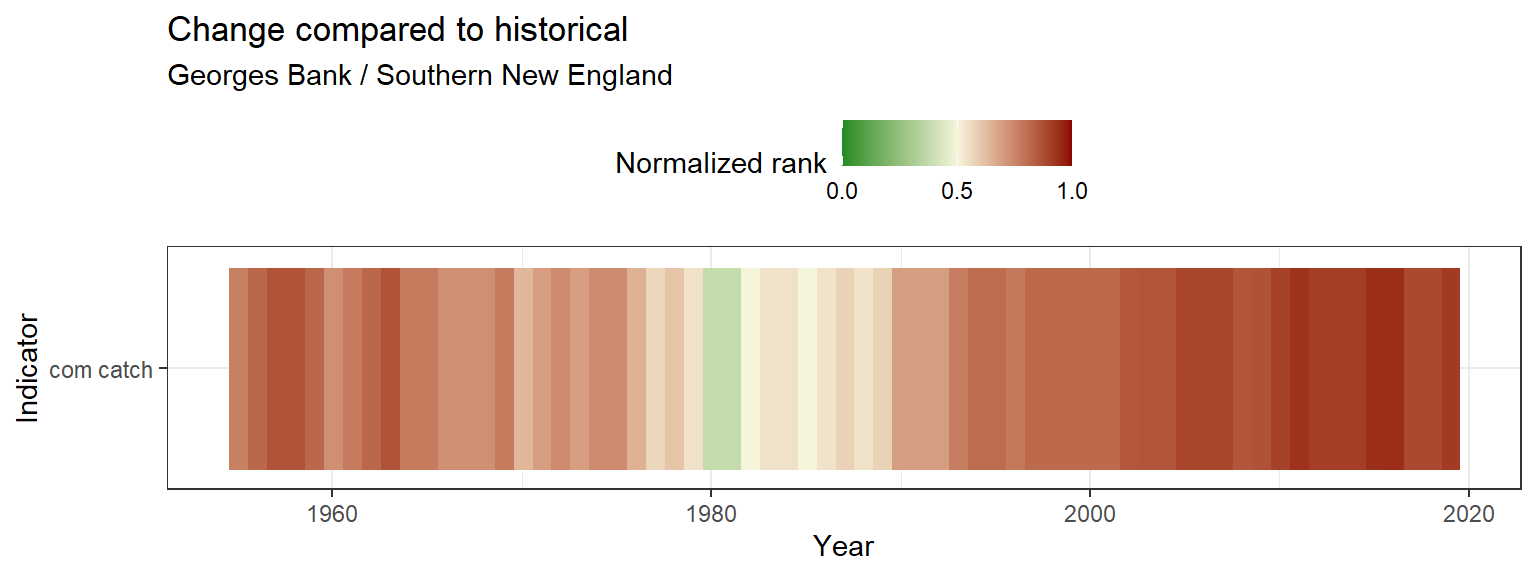 Change compared to historical
Georges Bank / Southern New England
Normalized rank
0.0 0.5 1.0
Indicator
com catch
1960 1980 2000 2020
Year